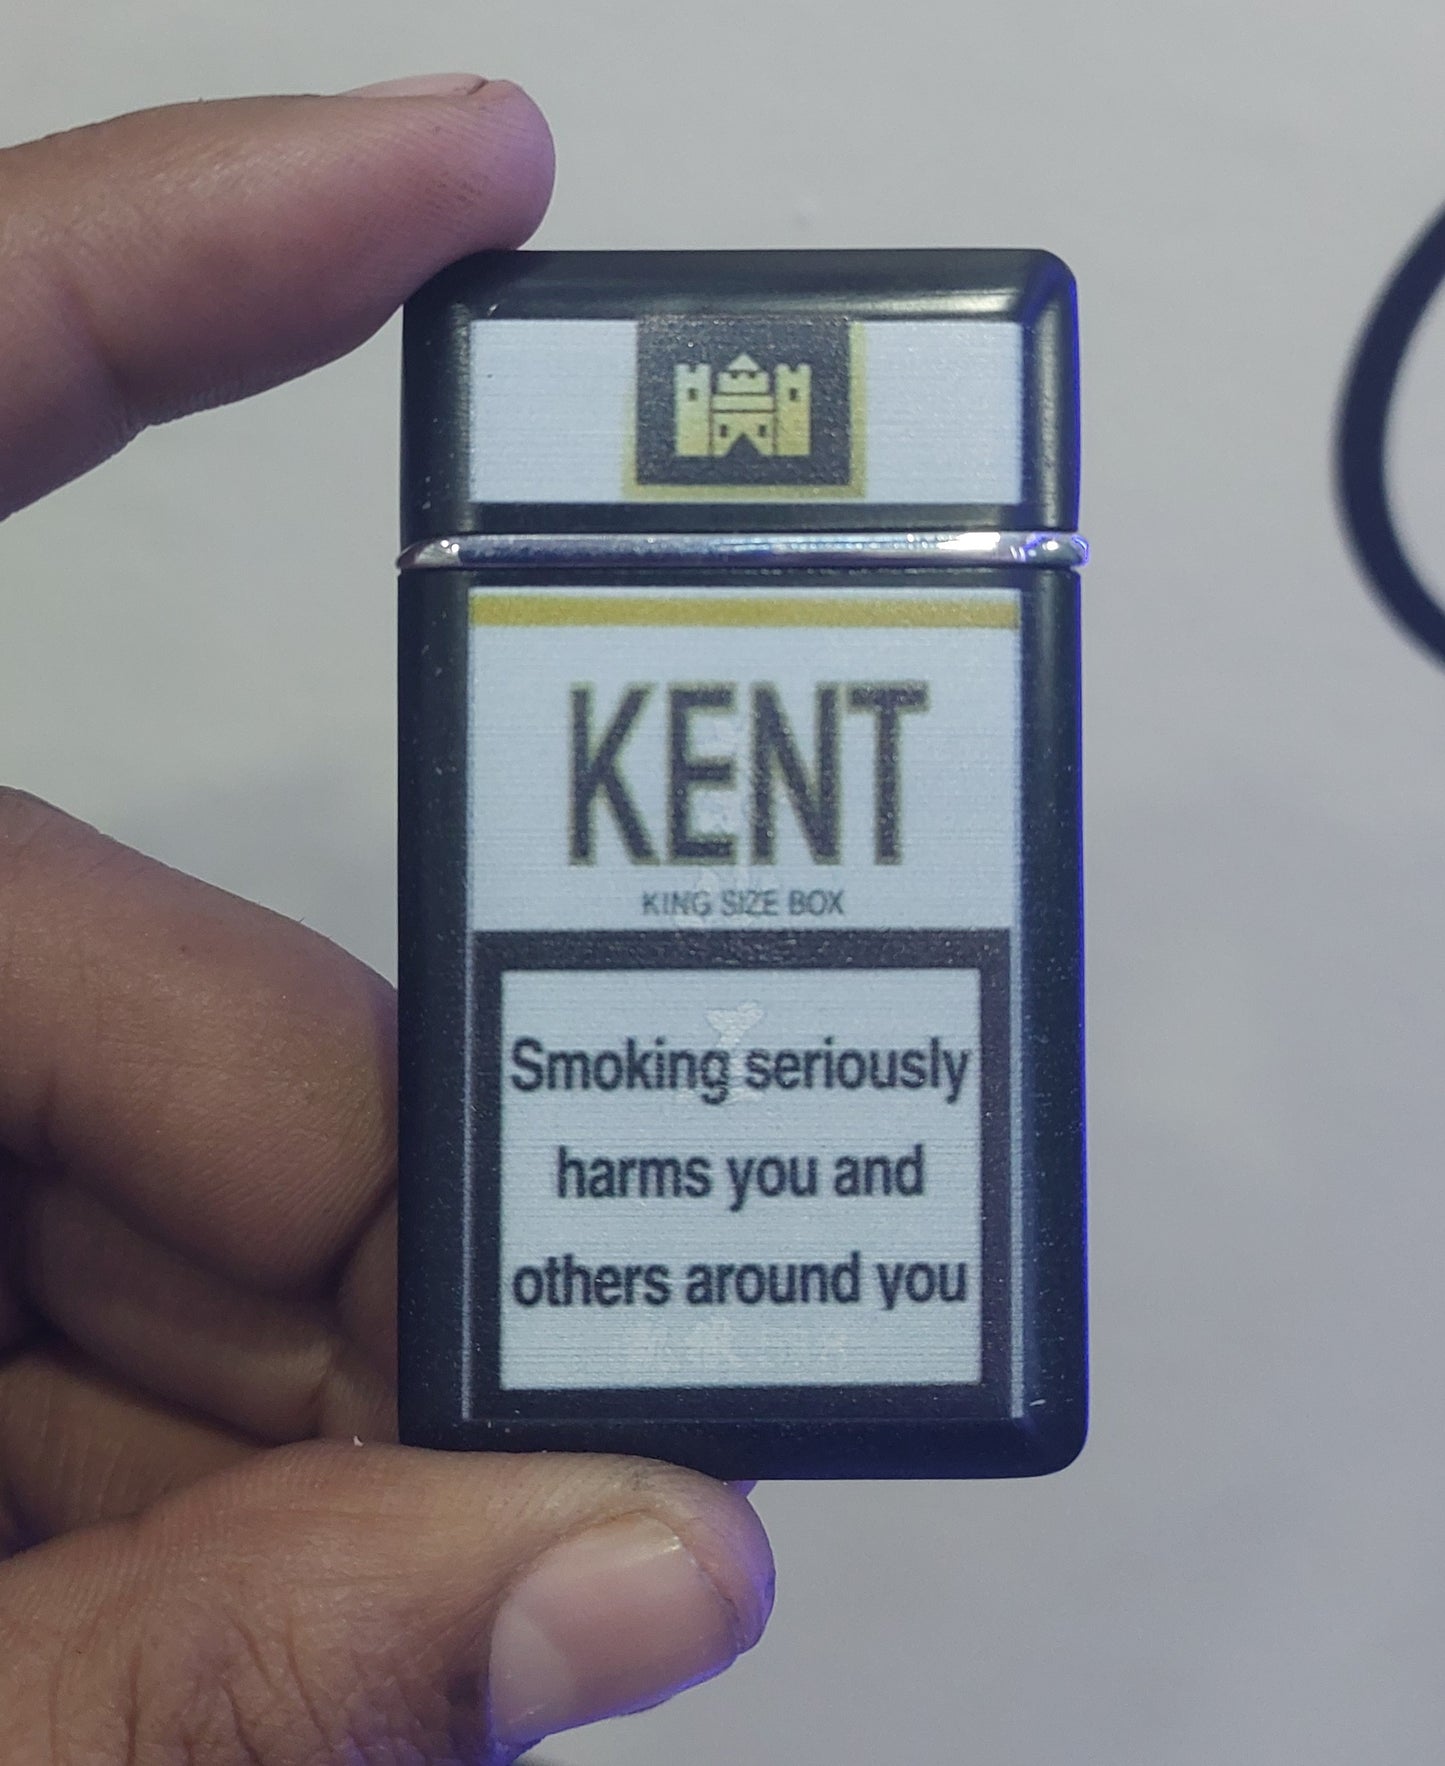 KENT
KING SIZE BOX
Smoking seriously
harms you and
others around you